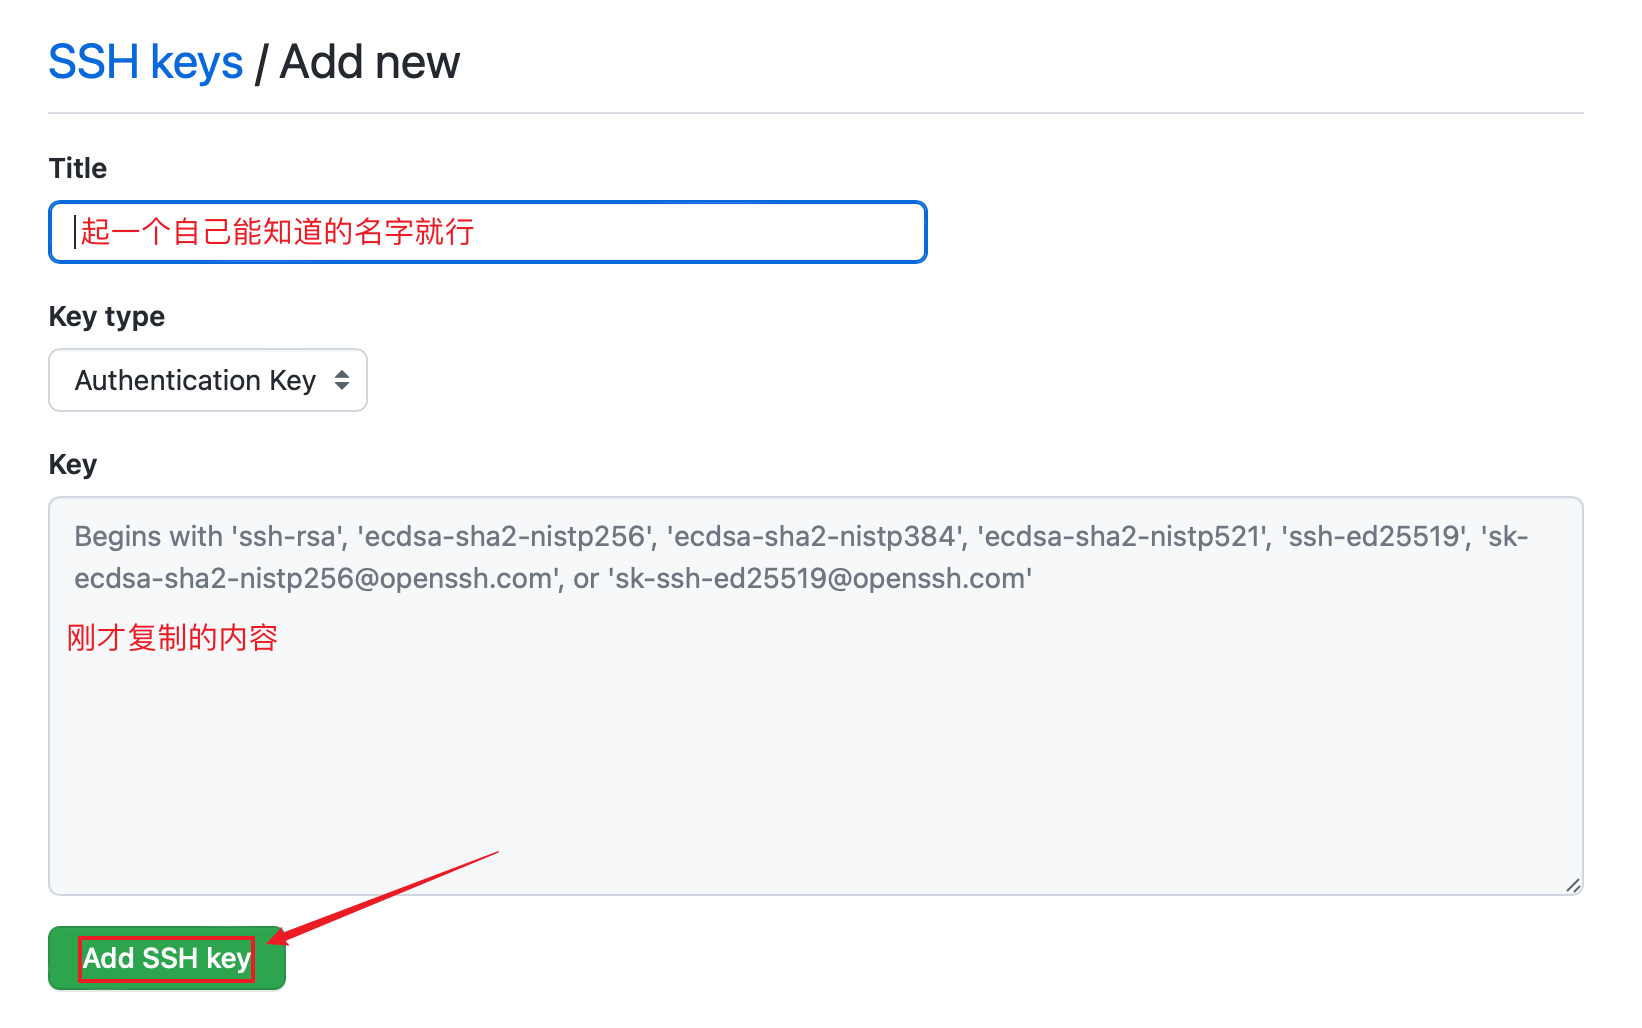 SSH keys / Add new
Title
起一个自己能知道的名字就行
Key type
Authentication Key
Key
Begins with 'ssh-rsa', 'ecdsa-sha2-nistp256', 'ecdsa-sha2-nistp384', 'ecdsa-sha2-nistp521', 'ssh-ed25519', 'sk-
ecdsa-sha2-nistp256@openssh.com', or 'sk-ssh-ed25519@openssh.com'
刚才复制的内容
Add SSH key